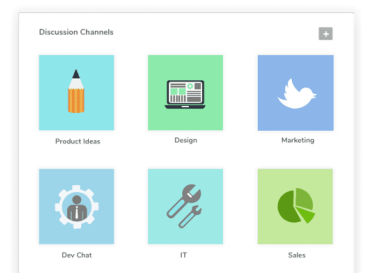 Discussion Channels
Product Ideas
Design
Marketing
Dev Chat
IT
Sales